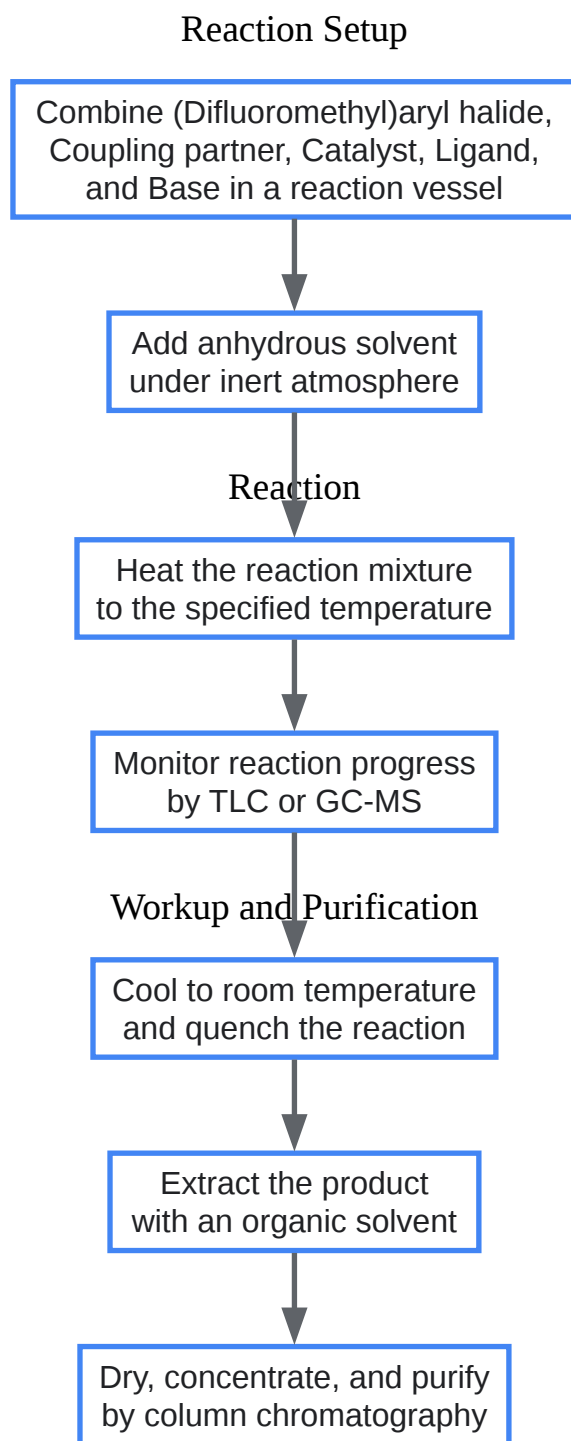 Reaction Setup
Combine (Difluoromethyl)aryl halide,
Coupling partner, Catalyst, Ligand,
and Base in a reaction vessel
Add anhydrous solvent
under inert atmosphere
Reaction
Heat the reaction mixture
to the specified temperature
Monitor reaction progress
by TLC or GC-MS
Workup and Purification
Cool to room temperature
and quench the reaction
Extract the product
with an organic solvent
Dry, concentrate, and purify
by column chromatography